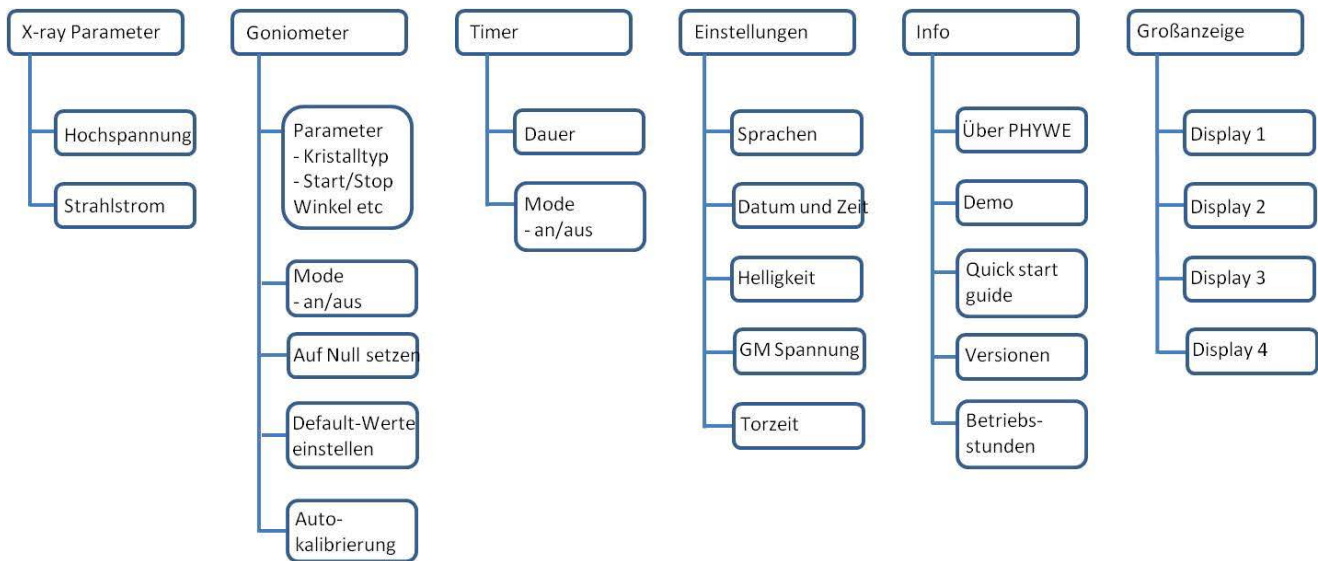 X-ray Parameter
Hochspannung
Strahlstrom
Goniometer
Parameter
- Kristalltyp
- Start/Stop
Winkel etc
Mode
- an/aus
Auf Null setzen
Default-Werte
einstellen
Auto-
kalibrierung
Timer
Dauer
Mode
- an/aus
Einstellungen
Sprachen
Datum und Zeit
Helligkeit
GM Spannung
Torzeit
Info
Über PHYWE
Demo
Quick start
guide
Versionen
Betriebs-
stunden
Großanzeige
Display 1
Display 2
Display 3
Display 4